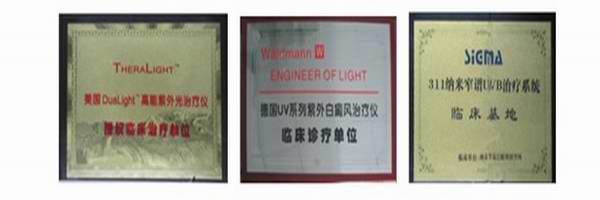 THERALIGHT™
美国DuaLight™高能紫外光治疗仪
授权临床治疗单位
Waldmann W
ENGINEER OF LIGHT
德国UV系列紫外白癜风治疗仪
临床诊疗单位
SIGMA
311纳米窄谱UVB治疗系统
临床基地